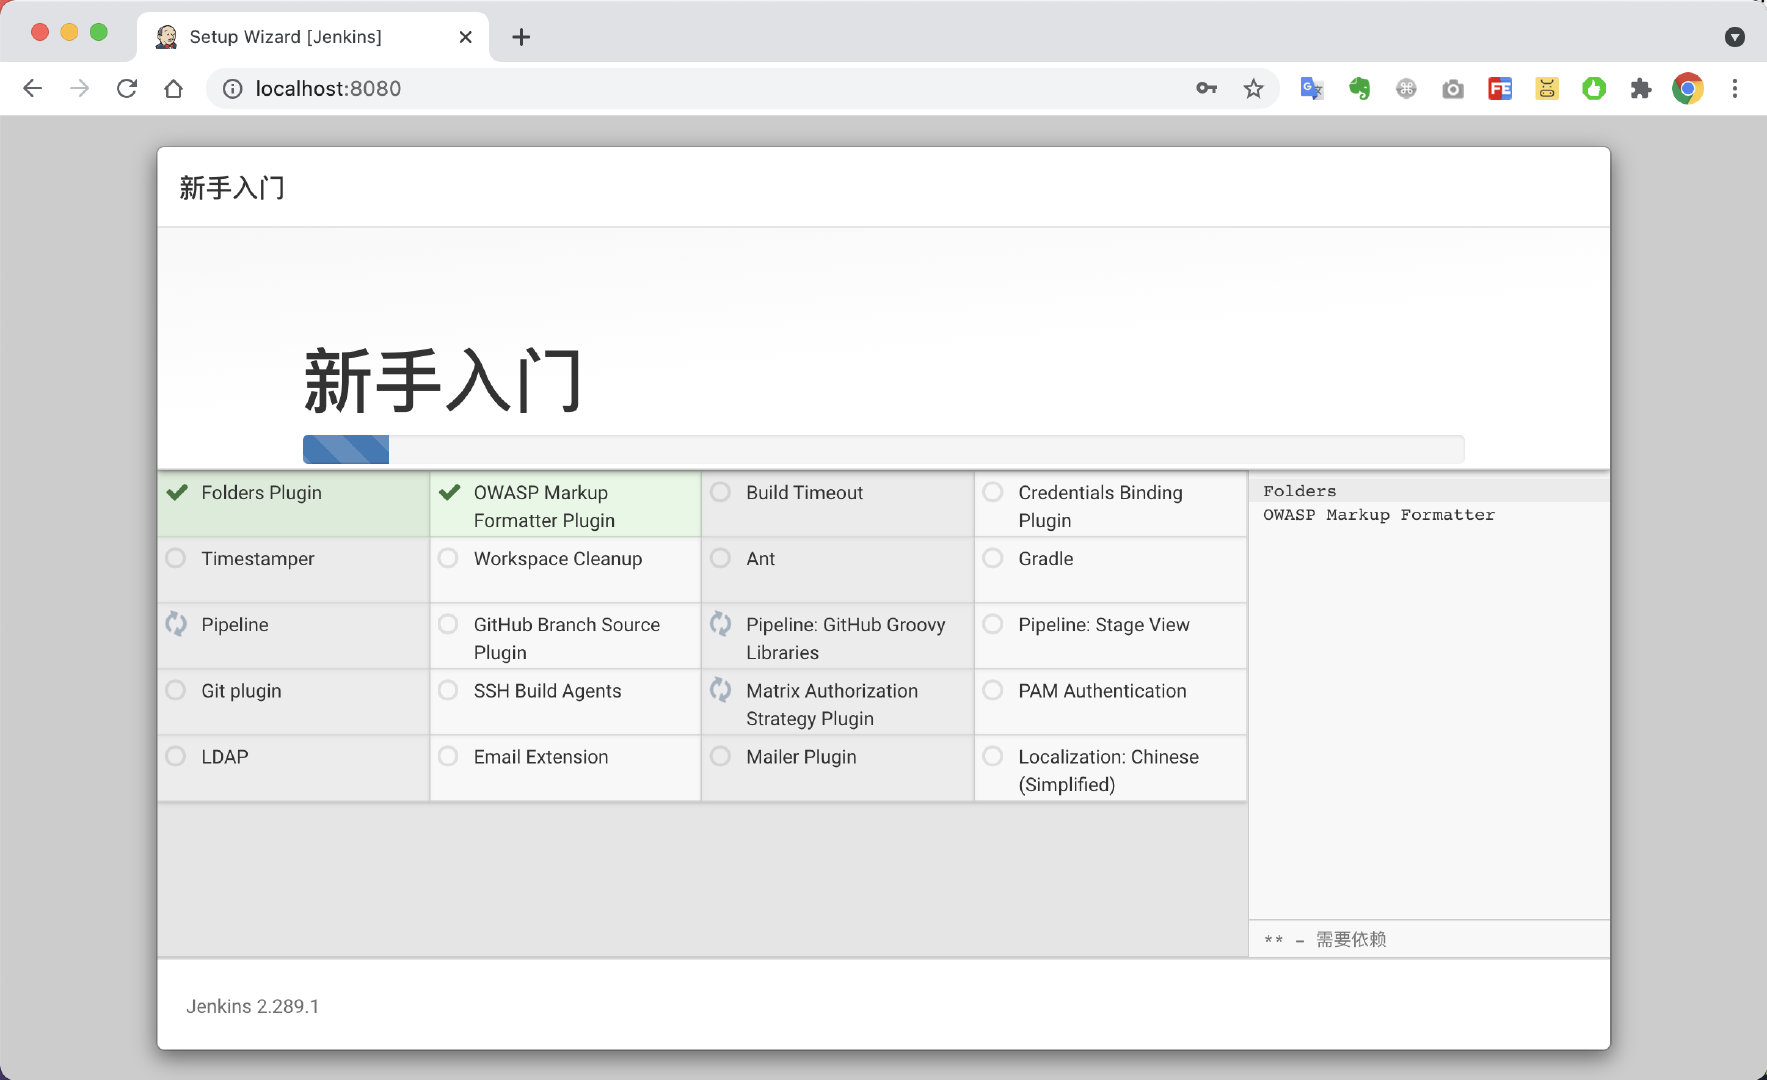 Setup Wizard [Jenkins]
localhost:8080
新手入门
新手入门
Folders Plugin
OWASP Markup
Formatter Plugin
Build Timeout
Credentials Binding
Plugin
Timestamper
Workspace Cleanup
Ant
Gradle
Pipeline
GitHub Branch Source
Plugin
Pipeline: GitHub Groovy
Libraries
Pipeline: Stage View
Git plugin
SSH Build Agents
Matrix Authorization
Strategy Plugin
PAM Authentication
LDAP
Email Extension
Mailer Plugin
Localization: Chinese
(Simplified)
Folders
OWASP Markup Formatter
** - 需要依赖
Jenkins 2.289.1